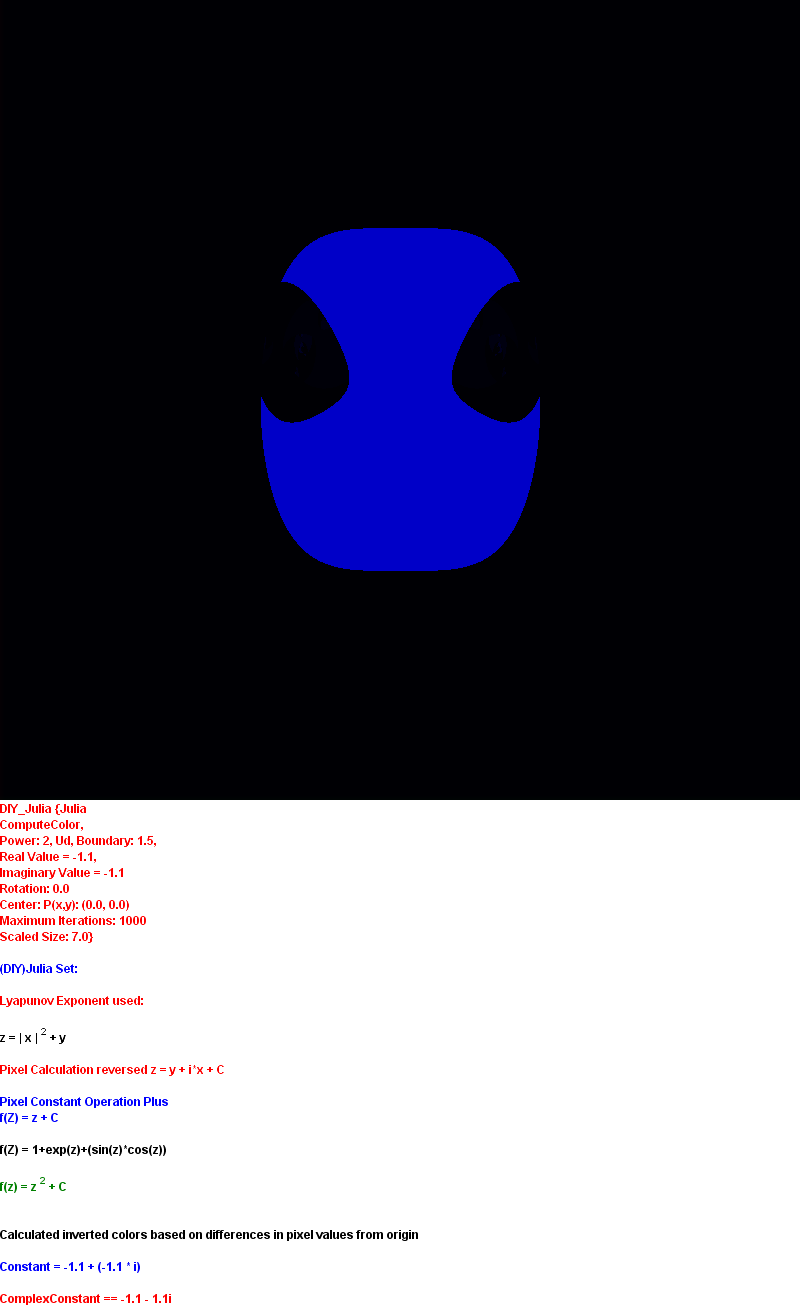 DIY_Julia {Julia
ComputeColor,
Power: 2, Ud, Boundary: 1.5,
Real Value = -1.1,
Imaginary Value = -1.1
Rotation: 0.0
Center: P(x,y): (0.0, 0.0)
Maximum Iterations: 1000
Scaled Size: 7.0}
(DIY)Julia Set:
Lyapunov Exponent used:
z = | x | ² + y
Pixel Calculation reversed z = y + i*x + C
Pixel Constant Operation Plus
f(Z) = z + C
f(Z) = 1+exp(z)+(sin(z)*cos(z))
f(z) = z ² + C
Calculated inverted colors based on differences in pixel values from origin
Constant = -1.1 + (-1.1 * i)
ComplexConstant == -1.1 - 1.1i